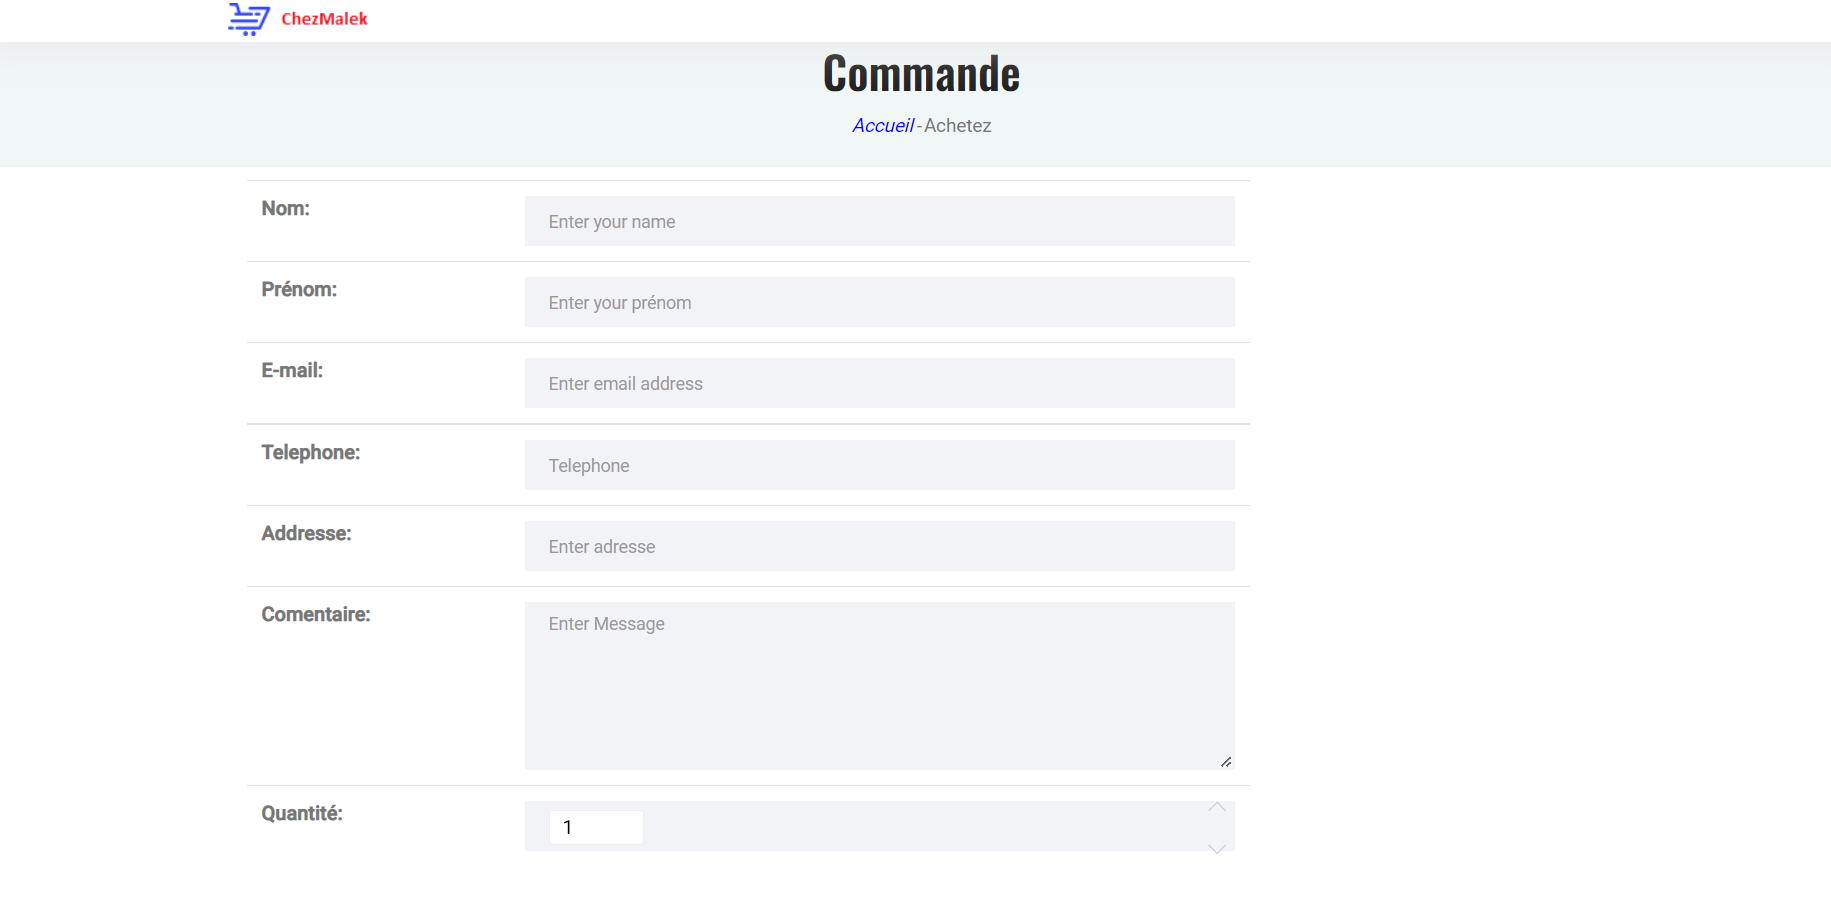 ChezMalek
Commande
Accueil - Achetez
Nom:
Enter your name
Prénom:
Enter your prénom
E-mail:
Enter email address
Telephone:
Telephone
Addresse:
Enter adresse
Comentaire:
Enter Message
Quantité:
1